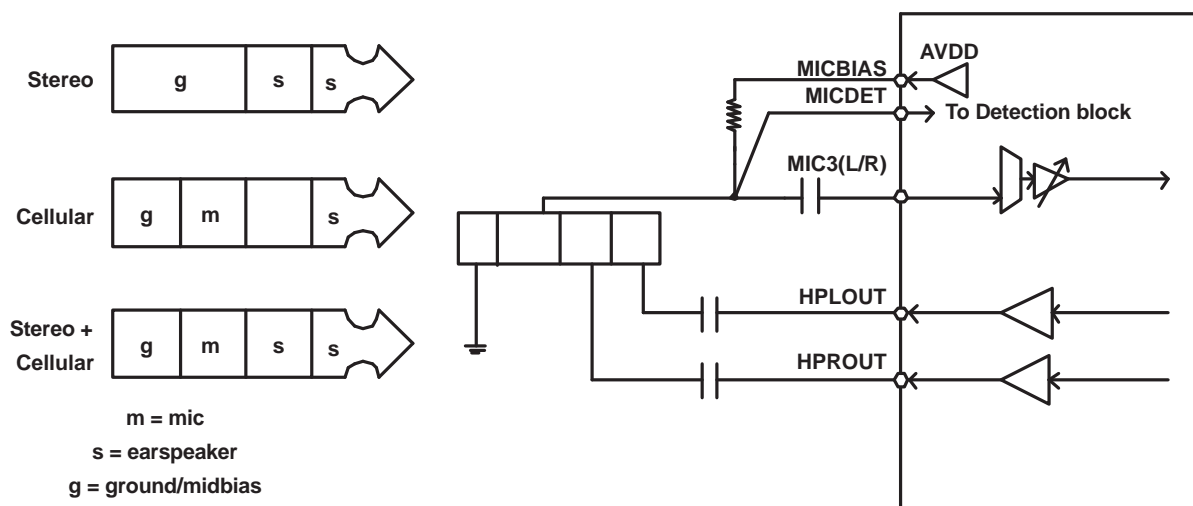 Stereo
g
s
s
Cellular
g
m
s
Stereo +
Cellular
g
m
s
s
m = mic
s = earspeaker
g = ground/midbias
AVDD
MICBIAS
MICDET
To Detection block
MIC3(L/R)
HPLOUT
HPROUT